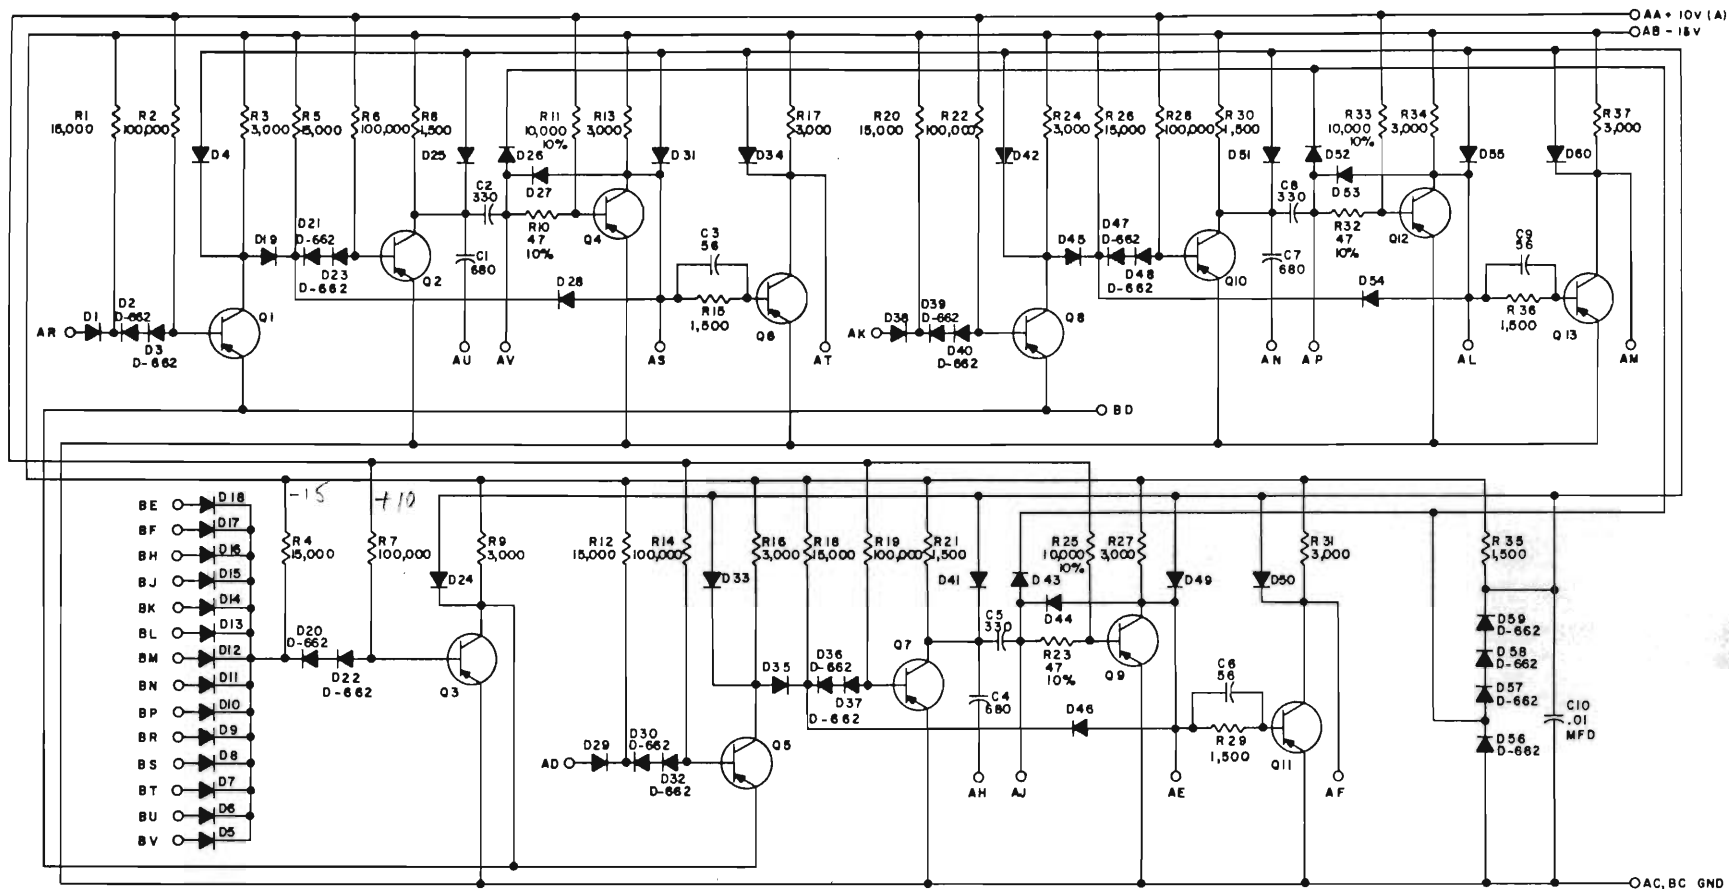 AA + 10V (A)
AB - 15V
R1
15,000
R2
100,000
R3
3,000
R5
15,000
R6
100,000
R8
1,500
R11
10,000
10%
R13
3,000
R17
3,000
R20
15,000
R22
100,000
R24
3,000
R26
15,000
R28
100,000
R30
1,500
R33
10,000
10%
R34
3,000
R37
3,000
D4
D25
D26
D27
D31
D34
D42
D51
D52
D53
D55
D60
C2
330
R10
47
10%
Q4
C8
330
R32
47
10%
Q12
D19
D21
D-662
D23
D-662
Q2
C1
680
C3
56
D28
R15
1,500
Q6
D45
D47
D-662
D48
D-662
Q10
C7
680
C9
56
D54
R36
1,500
Q13
AR
D1
D2
D-662
D3
D-662
Q1
AU
AV
AS
AT
AK
D38
D39
D-662
D40
D-662
Q8
AN
AP
AL
AM
BD
BE
D18
BF
D17
BH
D16
BJ
D15
BK
D14
BL
D13
BM
D12
BN
D11
BP
D10
BR
D9
BS
D8
BT
D7
BU
D6
BV
D5
-15
+10
R4
15,000
R7
100,000
R9
3,000
R12
15,000
R14
100,000
R16
3,000
R18
15,000
R19
100,000
R21
1,500
R25
10,000
10%
R27
3,000
R31
3,000
R35
1,500
D24
D33
D41
D43
D44
D49
D50
D20
D-662
D22
D-662
Q3
C5
330
Q7
R23
47
10%
Q9
D35
D36
D-662
D37
D-662
C4
680
C6
56
D46
R29
1,500
Q11
AD
D29
D30
D-662
D32
D-662
Q5
AH
AJ
AE
AF
D59
D-662
D58
D-662
D57
D-662
D56
D-662
C10
.01
MFD
AC, BC GND